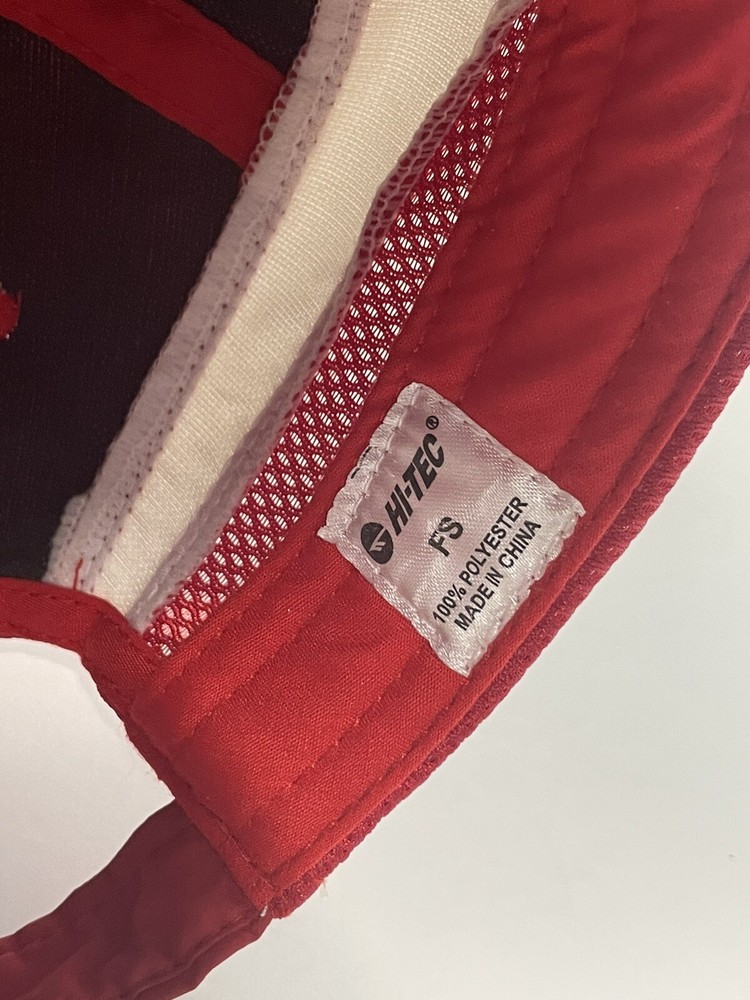 HI-TEC®
FS
100% POLYESTER
MADE IN CHINA